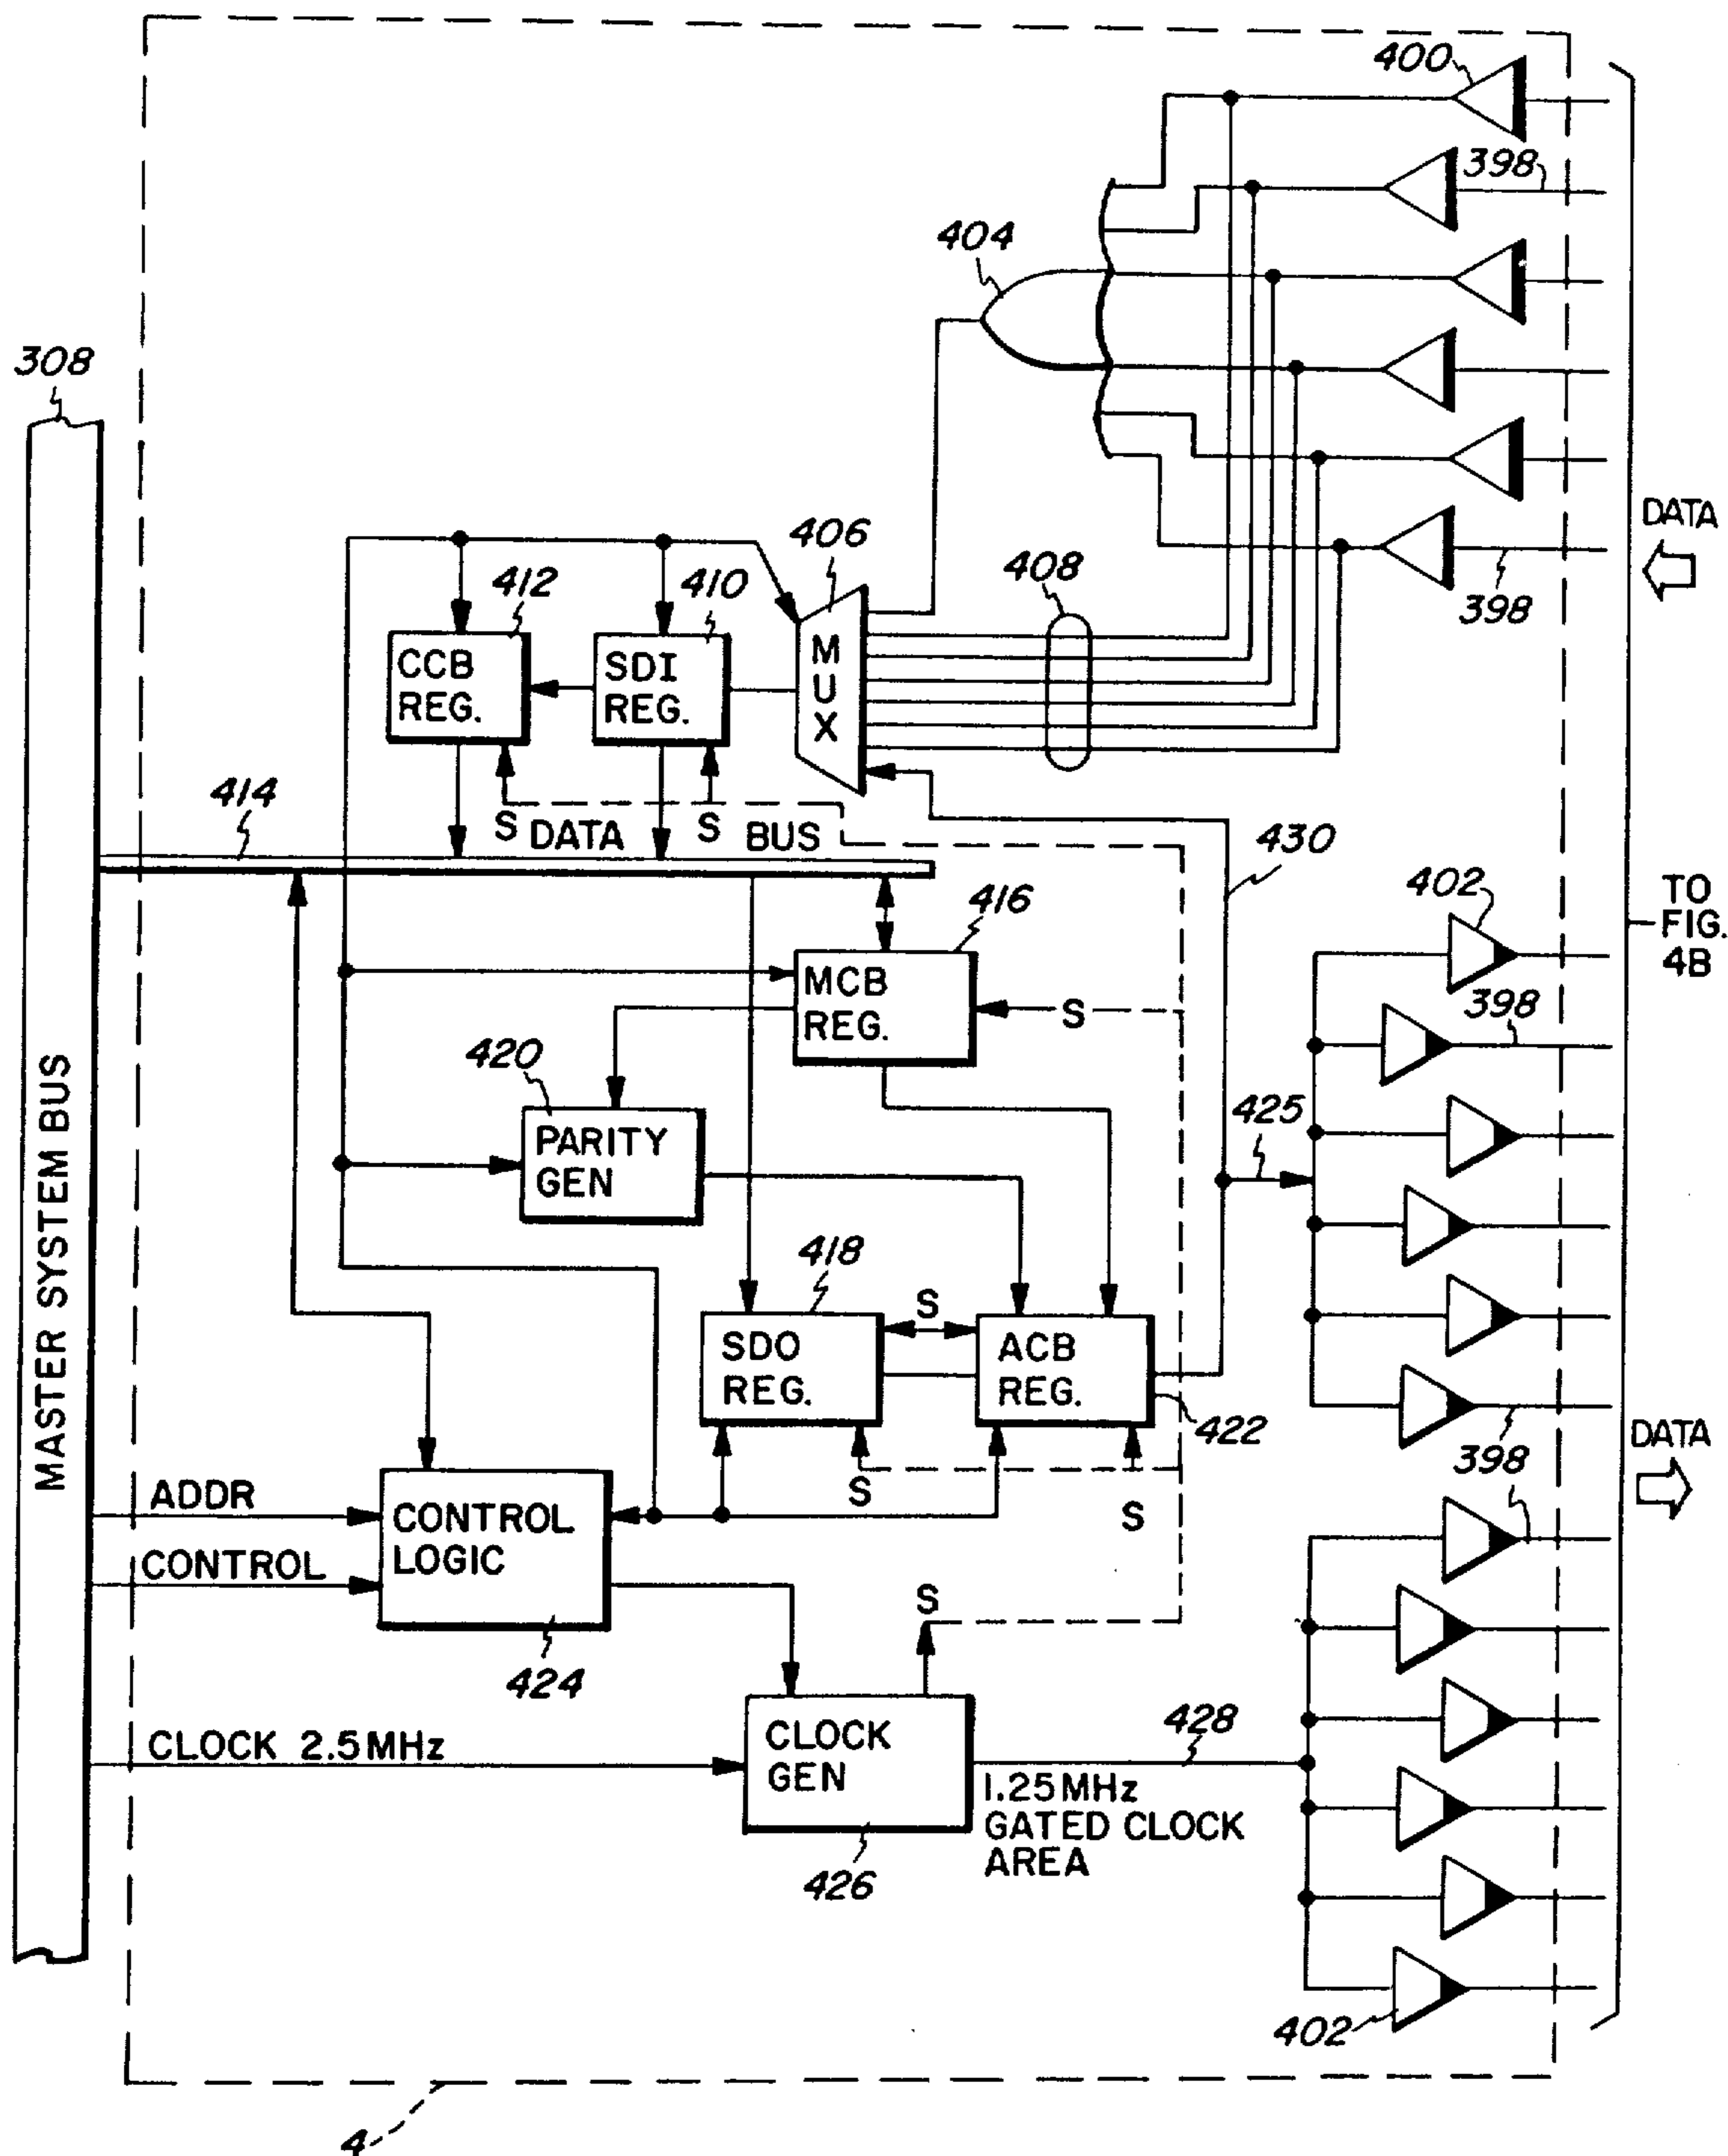 400
398
404
308
398
DATA
406
408
412
410
MUX
CCB
REG.
SDI
REG.
414
S DATA S BUS
430
402
TO
FIG.
4B
416
MCB
REG.
S
398
420
PARITY
GEN
425
MASTER SYSTEM BUS
418
S
SDO
REG.
ACB
REG.
422
398
DATA
S
S
ADDR
CONTROL
LOGIC
CONTROL
424
S
CLOCK 2.5MHz
CLOCK
GEN
428
1.25MHz
GATED CLOCK
AREA
426
402
4